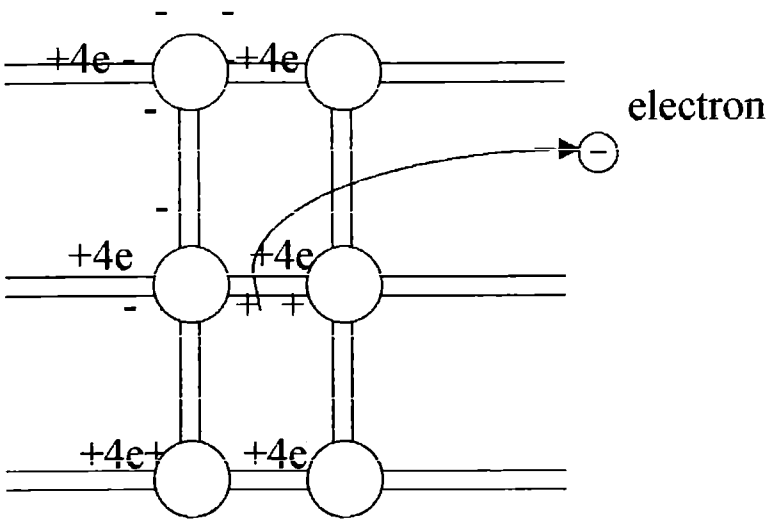 - -
+4e - -+4e
electron
-
-
-
+4e +4e
- + +
+4e+ +4e